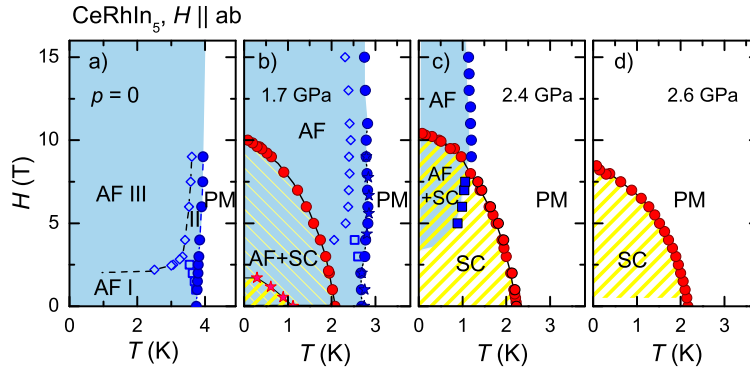 CeRhIn₅, H || ab
15
10
5
0
H (T)
a)
p = 0
AF III
II
PM
AF I
0
2
4
T (K)
b)
1.7 GPa
AF
PM
AF+SC
0
1
2
3
T (K)
c)
2.4 GPa
AF
AF
+SC
PM
SC
0
1
2
3
T (K)
d)
2.6 GPa
PM
SC
0
1
2
3
T (K)